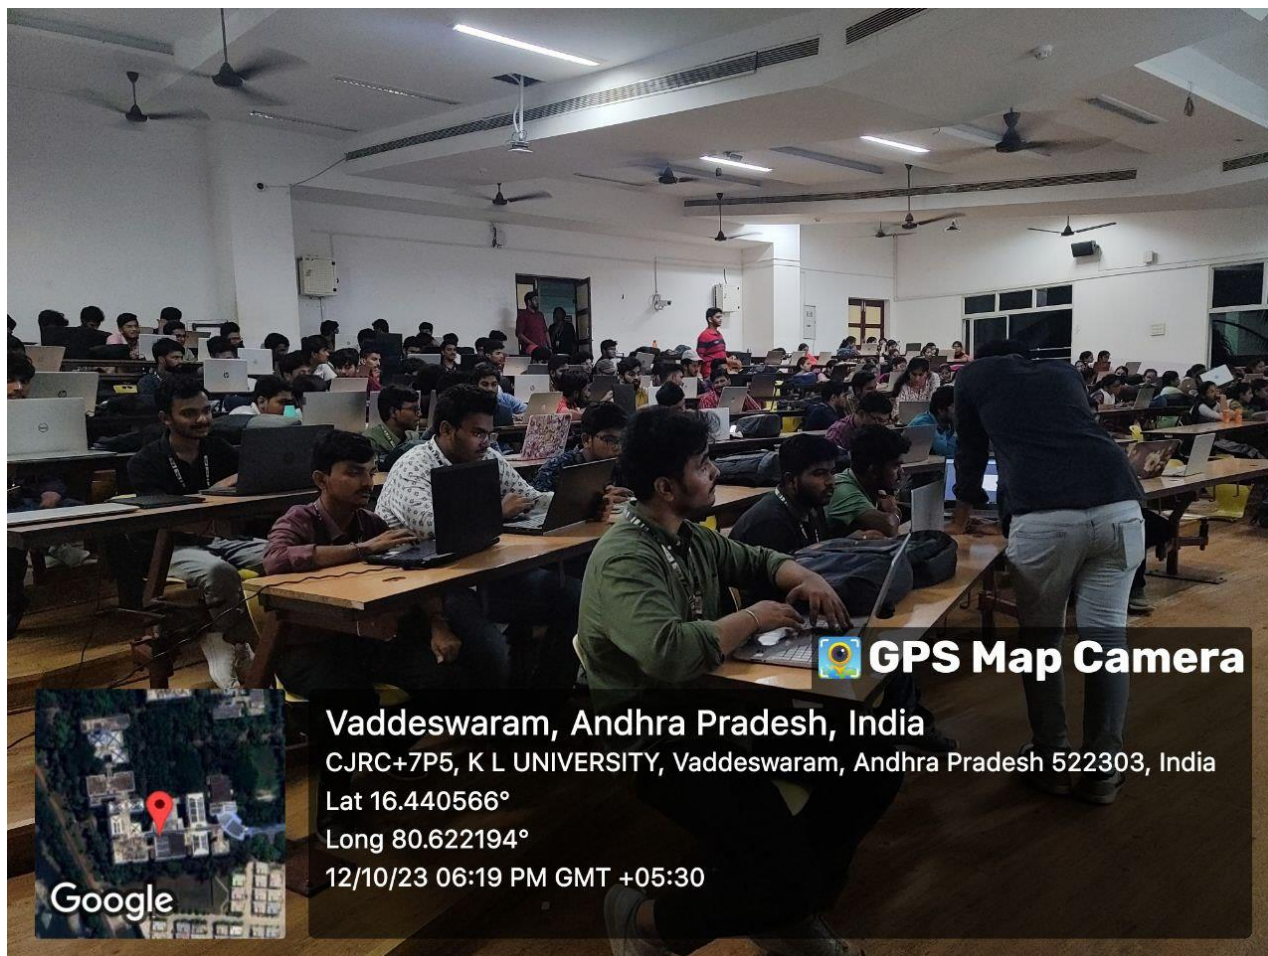 GPS Map Camera
Vaddeswaram, Andhra Pradesh, India
CJRC+7P5, K L UNIVERSITY, Vaddeswaram, Andhra Pradesh 522303, India
Lat 16.440566°
Long 80.622194°
12/10/23 06:19 PM GMT +05:30
Google